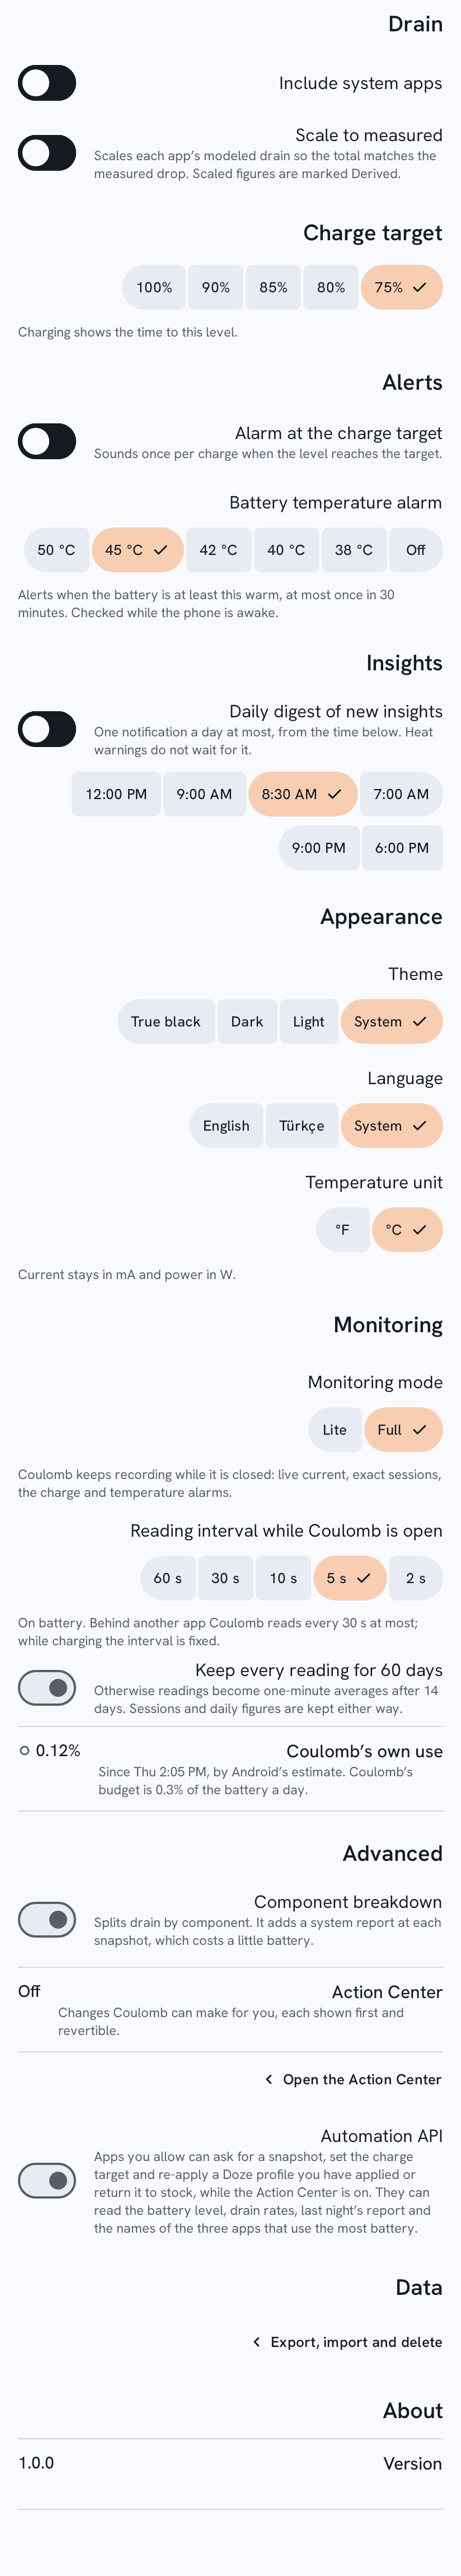 Drain
Include system apps
Scale to measured
Scales each app's modeled drain so the total matches the
measured drop. Scaled figures are marked Derived.
Charge target
100% 90% 85% 80% 75%
Charging shows the time to this level.
Alerts
Alarm at the charge target
Sounds once per charge when the level reaches the target.
Battery temperature alarm
50 °C 45 °C 42 °C 40 °C 38 °C Off
Alerts when the battery is at least this warm, at most once in 30
minutes. Checked while the phone is awake.
Insights
Daily digest of new insights
One notification a day at most, from the time below. Heat
warnings do not wait for it.
12:00 PM 9:00 AM 8:30 AM 7:00 AM
9:00 PM 6:00 PM
Appearance
Theme
True black Dark Light System
Language
English Türkçe System
Temperature unit
°F °C
Current stays in mA and power in W.
Monitoring
Monitoring mode
Lite Full
Coulomb keeps recording while it is closed: live current, exact sessions,
the charge and temperature alarms.
Reading interval while Coulomb is open
60 s 30 s 10 s 5 s 2 s
On battery. Behind another app Coulomb reads every 30 s at most;
while charging the interval is fixed.
Keep every reading for 60 days
Otherwise readings become one-minute averages after 14
days. Sessions and daily figures are kept either way.
0.12% Coulomb's own use
Since Thu 2:05 PM, by Android's estimate. Coulomb's
budget is 0.3% of the battery a day.
Advanced
Component breakdown
Splits drain by component. It adds a system report at each
snapshot, which costs a little battery.
Off Action Center
Changes Coulomb can make for you, each shown first and
revertible.
Open the Action Center
Automation API
Apps you allow can ask for a snapshot, set the charge
target and re-apply a Doze profile you have applied or
return it to stock, while the Action Center is on. They can
read the battery level, drain rates, last night's report and
the names of the three apps that use the most battery.
Data
Export, import and delete
About
1.0.0 Version